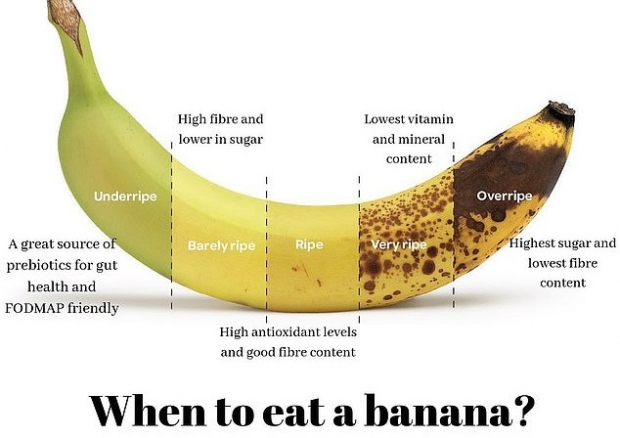 High fibre and
lower in sugar
Lowest vitamin
and mineral
content
Underripe
Barely ripe
Ripe
Very ripe
Overripe
A great source of
prebiotics for gut
health and
FODMAP friendly
Highest sugar and
lowest fibre
content
High antioxidant levels
and good fibre content
When to eat a banana?